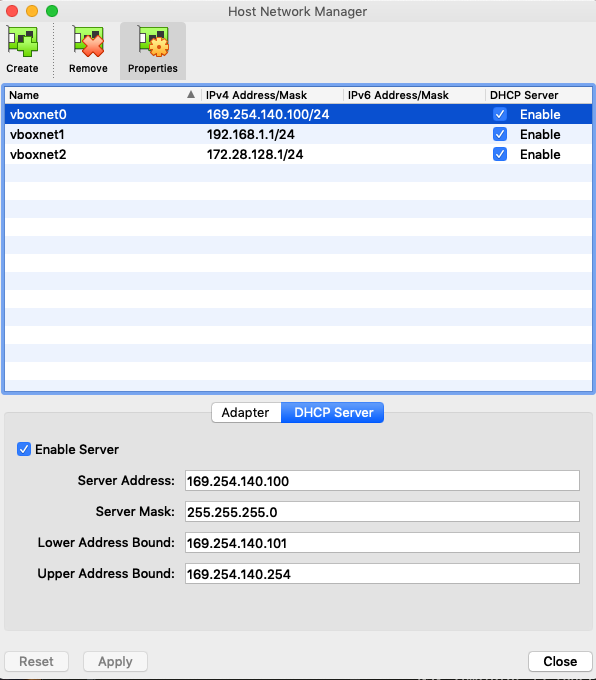 Host Network Manager
Create Remove Properties
Name IPv4 Address/Mask IPv6 Address/Mask DHCP Server
vboxnet0 169.254.140.100/24 Enable
vboxnet1 192.168.1.1/24 Enable
vboxnet2 172.28.128.1/24 Enable
Adapter DHCP Server
Enable Server
Server Address: 169.254.140.100
Server Mask: 255.255.255.0
Lower Address Bound: 169.254.140.101
Upper Address Bound: 169.254.140.254
Reset Apply Close